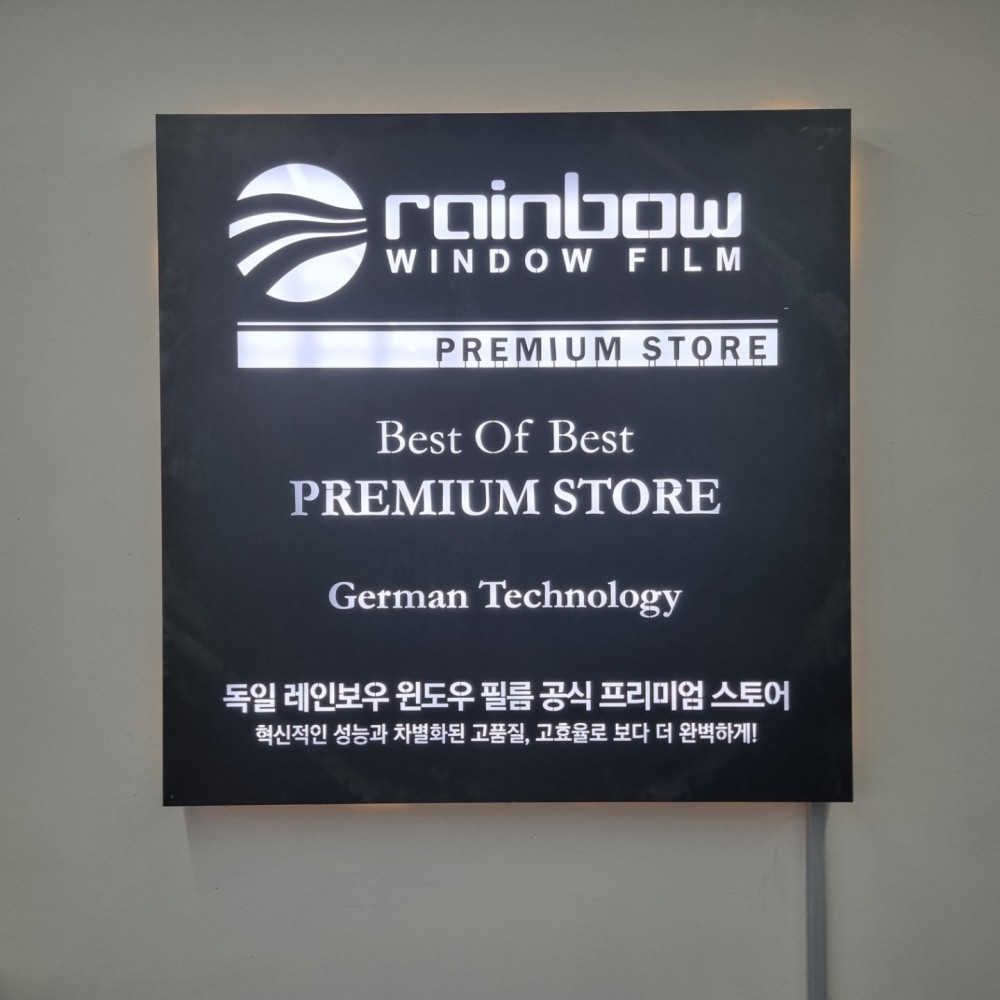 rainbow
WINDOW FILM
PREMIUM STORE
Best Of Best
PREMIUM STORE
German Technology
독일 레인보우 윈도우 필름 공식 프리미엄 스토어
혁신적인 성능과 차별화된 고품질, 고효율로 보다 더 완벽하게!